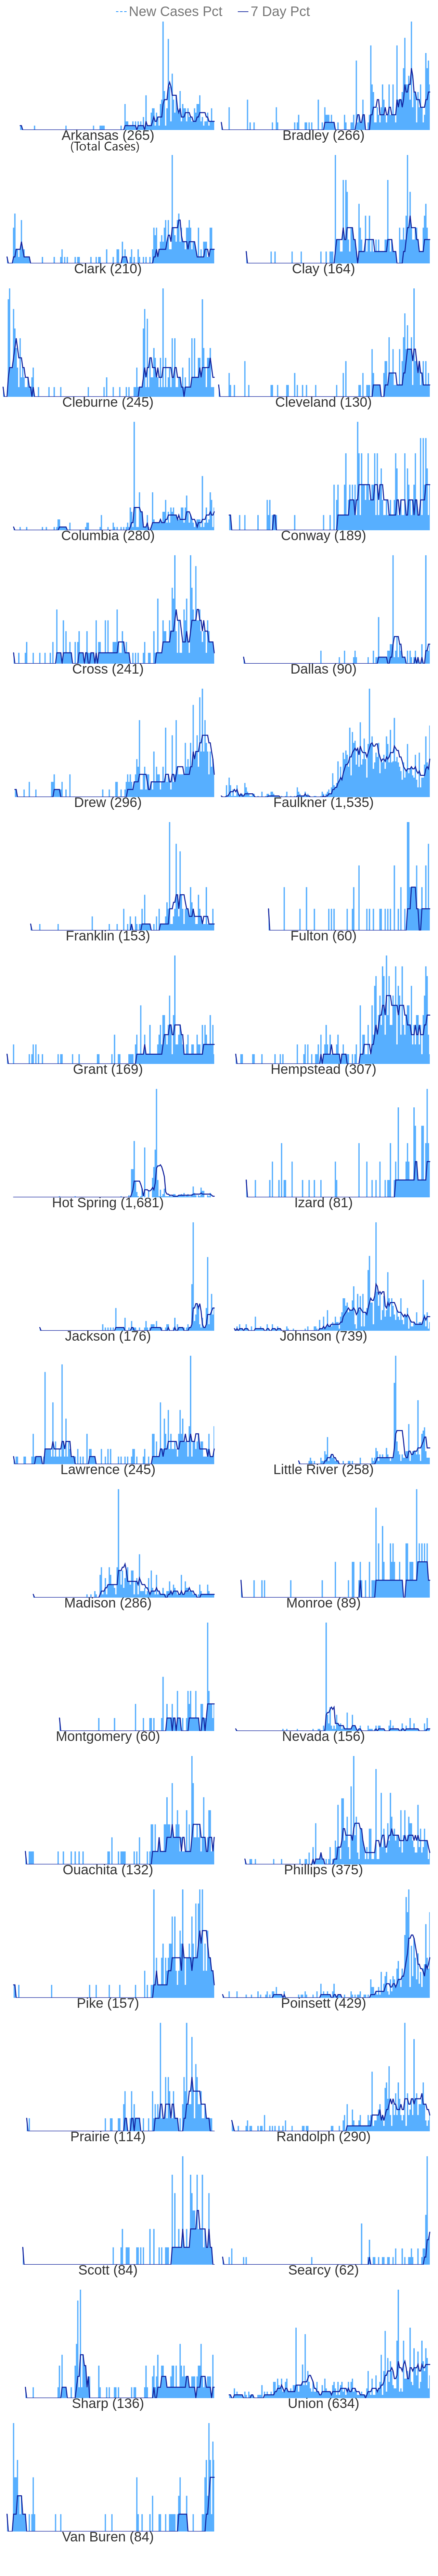 New Cases Pct 7 Day Pct
Arkansas (265) Bradley (266)
(Total Cases)
Clark (210) Clay (164)
Cleburne (245) Cleveland (130)
Columbia (280) Conway (189)
Cross (241) Dallas (90)
Drew (296) Faulkner (1,535)
Franklin (153) Fulton (60)
Grant (169) Hempstead (307)
Hot Spring (1,681) Izard (81)
Jackson (176) Johnson (739)
Lawrence (245) Little River (258)
Madison (286) Monroe (89)
Montgomery (60) Nevada (156)
Ouachita (132) Phillips (375)
Pike (157) Poinsett (429)
Prairie (114) Randolph (290)
Scott (84) Searcy (62)
Sharp (136) Union (634)
Van Buren (84)